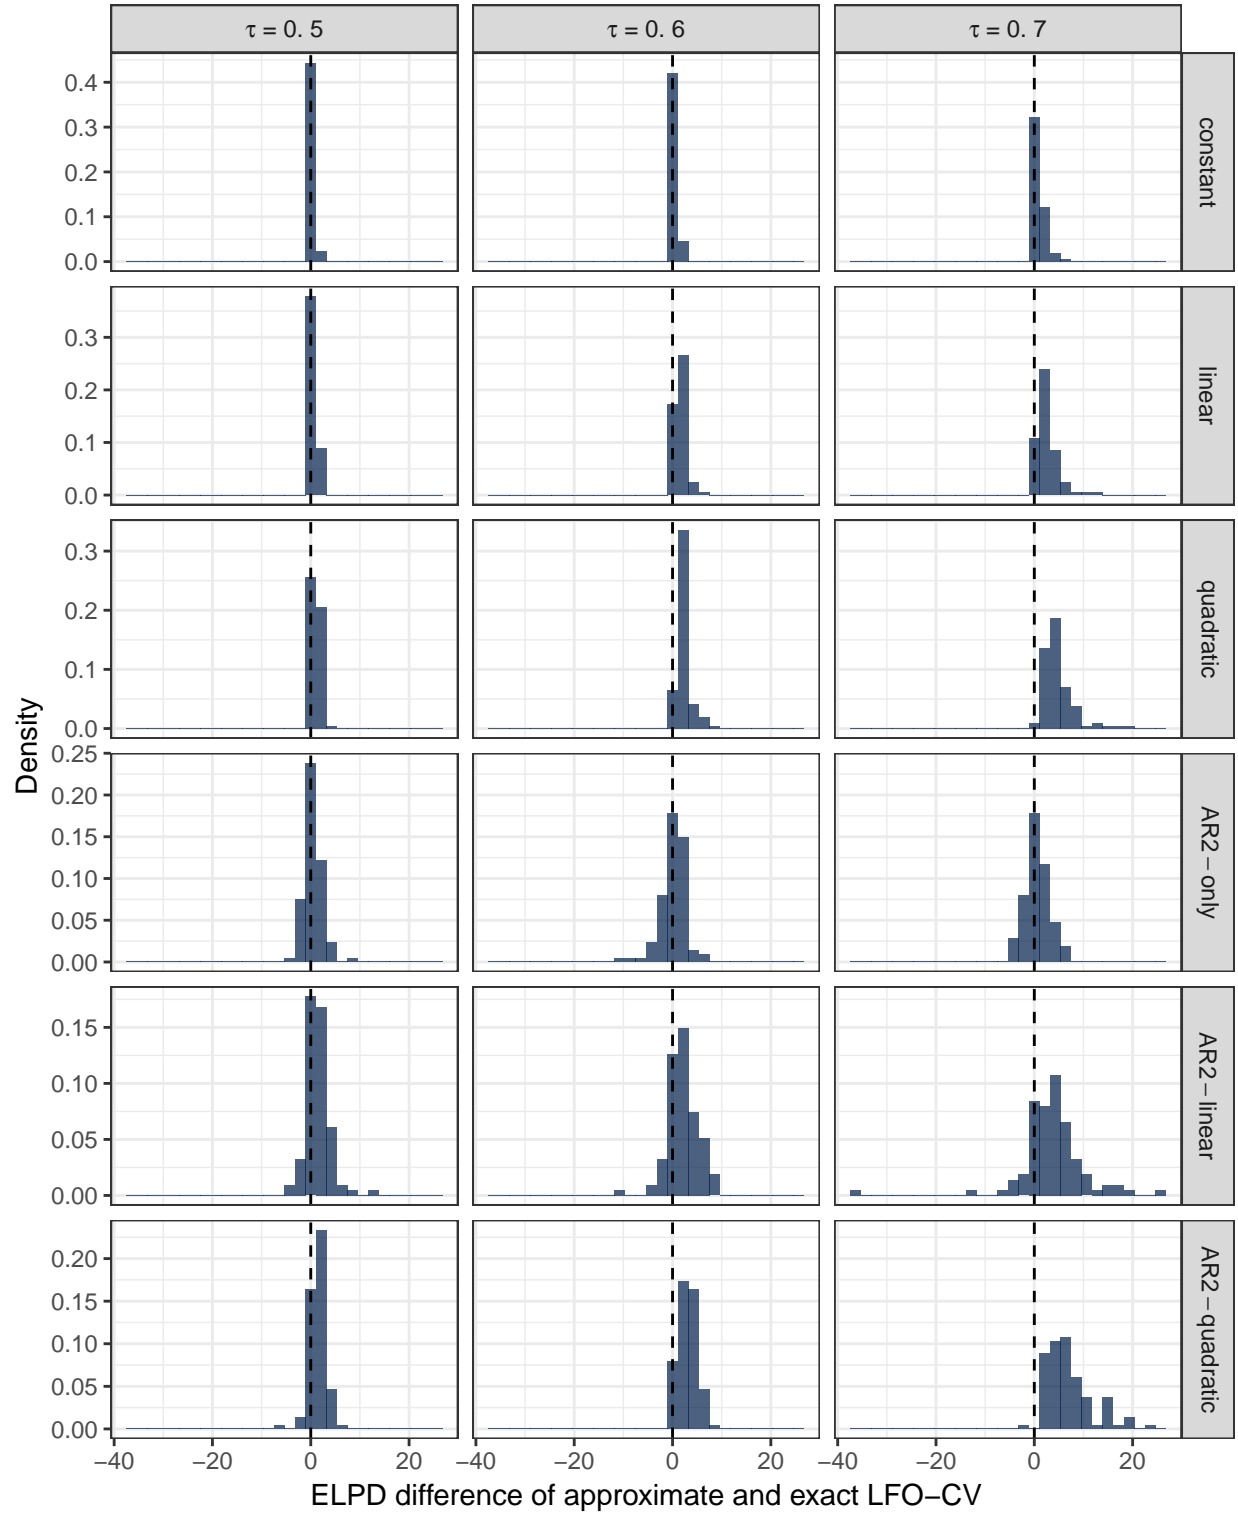 τ = 0. 5 τ = 0. 6 τ = 0. 7
0.4
0.3
0.2
0.1
0.0
constant
0.3
0.2
0.1
0.0
linear
0.3
0.2
0.1
0.0
quadratic
Density
0.25
0.20
0.15
0.10
0.05
0.00
AR2 − only
0.15
0.10
0.05
0.00
AR2 − linear
0.20
0.15
0.10
0.05
0.00
AR2 − quadratic
−40 −20 0 20 −40 −20 0 20 −40 −20 0 20
ELPD difference of approximate and exact LFO−CV